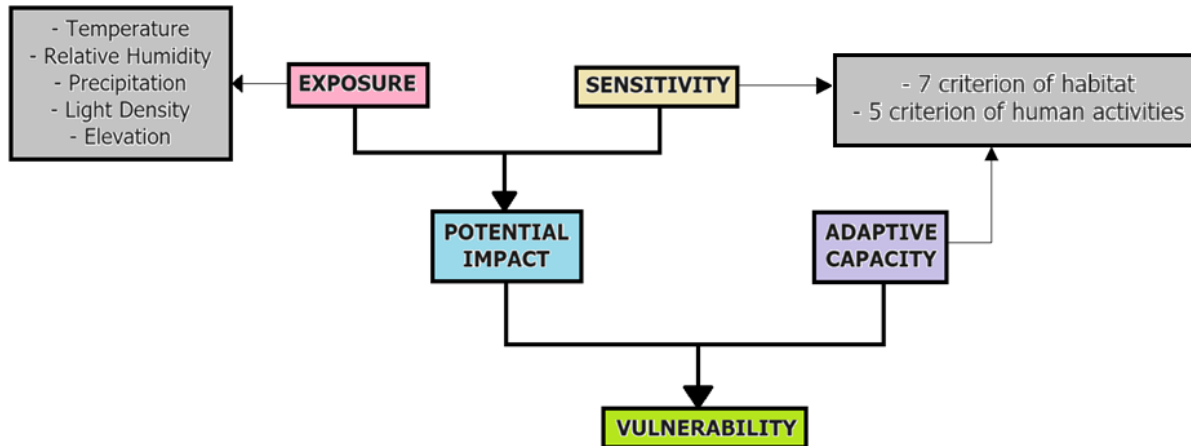 - Temperature
- Relative Humidity
- Precipitation
- Light Density
- Elevation
EXPOSURE
SENSITIVITY
- 7 criterion of habitat
- 5 criterion of human activities
POTENTIAL
IMPACT
ADAPTIVE
CAPACITY
VULNERABILITY